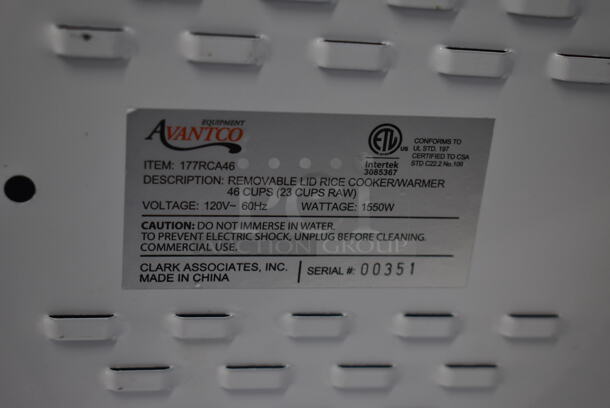 EQUIPMENT
AVANTCO
ETL
US
Intertek
3085367
CONFORMS TO
UL STD. 197
CERTIFIED TO CSA
STD C22.2 No.109
ITEM: 177RCA46
DESCRIPTION: REMOVABLE LID RICE COOKER/WARMER
46 CUPS (23 CUPS RAW)
VOLTAGE: 120V~ 60Hz WATTAGE: 1550W
CAUTION: DO NOT IMMERSE IN WATER.
TO PREVENT ELECTRIC SHOCK, UNPLUG BEFORE CLEANING.
COMMERCIAL USE.
CLARK ASSOCIATES, INC.
MADE IN CHINA
SERIAL #: 00351